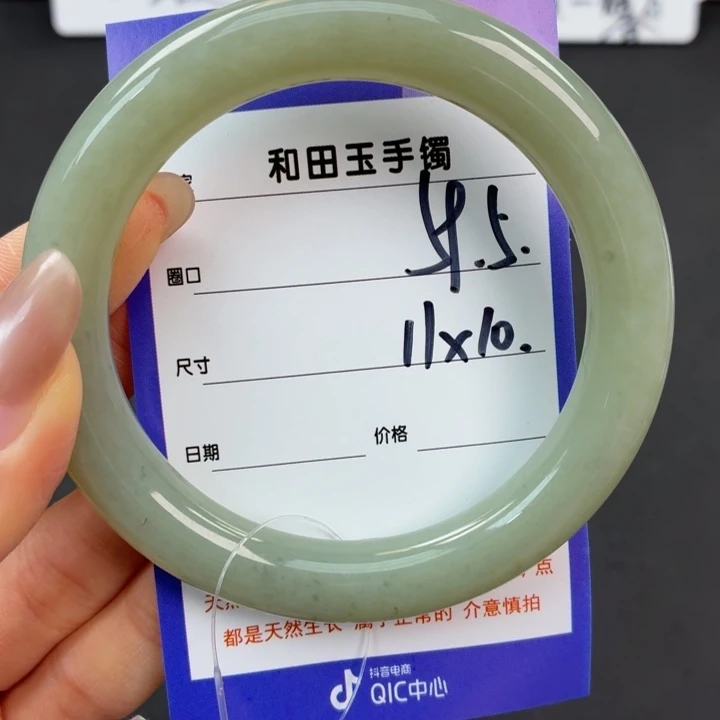 和田玉手镯
圈口
尺寸 11x10.
日期 价格
点
都是天然生长 属于正常的 介意慎拍
抖音电商
QIC中心